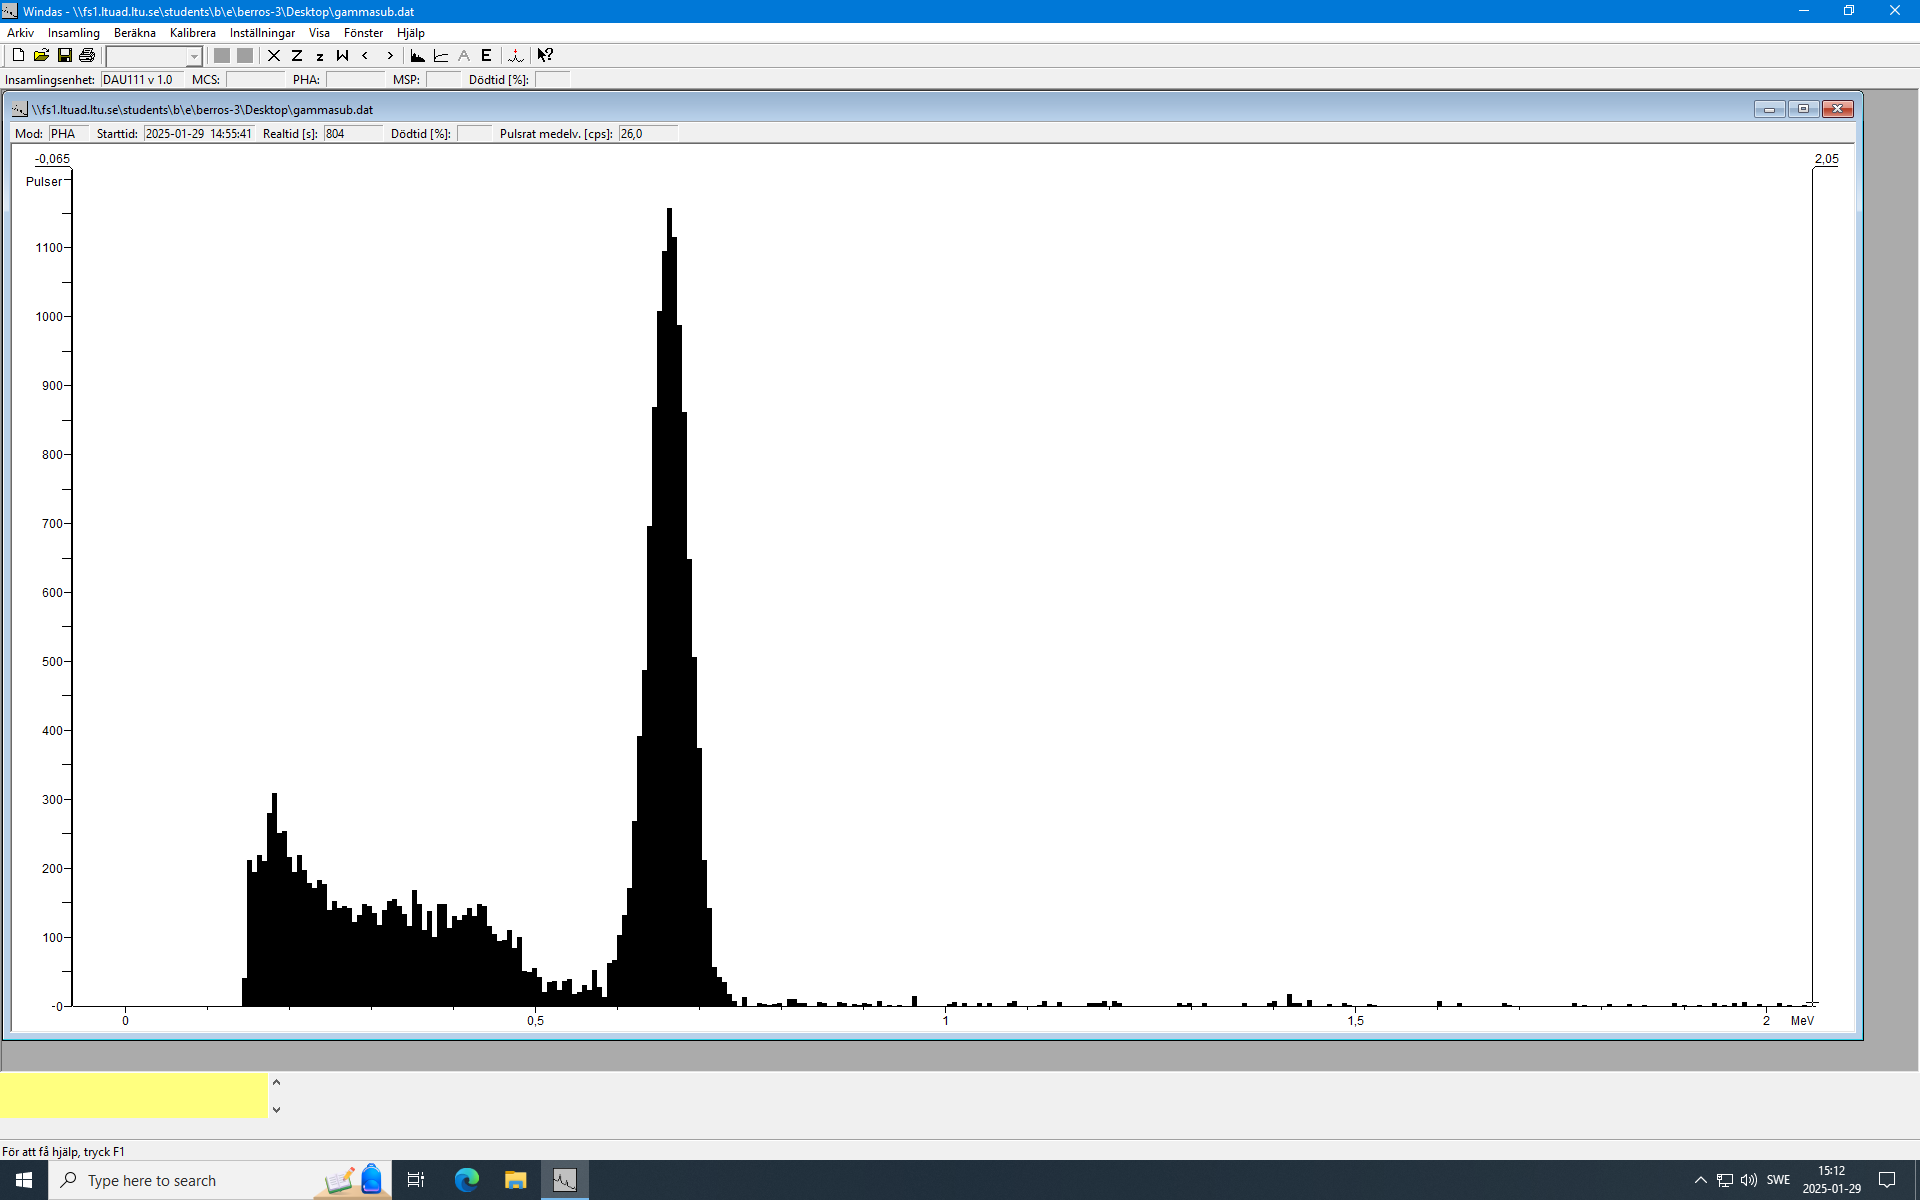 Windas - \\fs1.ltuad.ltu.se\students\b\e\berros-3\Desktop\gammasub.dat
Arkiv Insamling Beräkna Kalibrera Inställningar Visa Fönster Hjälp
X Z z W < > A E ?
Insamlingsenhet: DAU111 v 1.0 MCS: PHA: MSP: Dödtid [%]:
\\fs1.ltuad.ltu.se\students\b\e\berros-3\Desktop\gammasub.dat
Mod: PHA Starttid: 2025-01-29 14:55:41 Realtid [s]: 804 Dödtid [%]: Pulsrat medelv. [cps]: 26,0
-0,065 2,05
Pulser
1100
1000
900
800
700
600
500
400
300
200
100
-0
0 0,5 1 1,5 2 MeV
För att få hjälp, tryck F1
Type here to search
SWE
15:12
2025-01-29